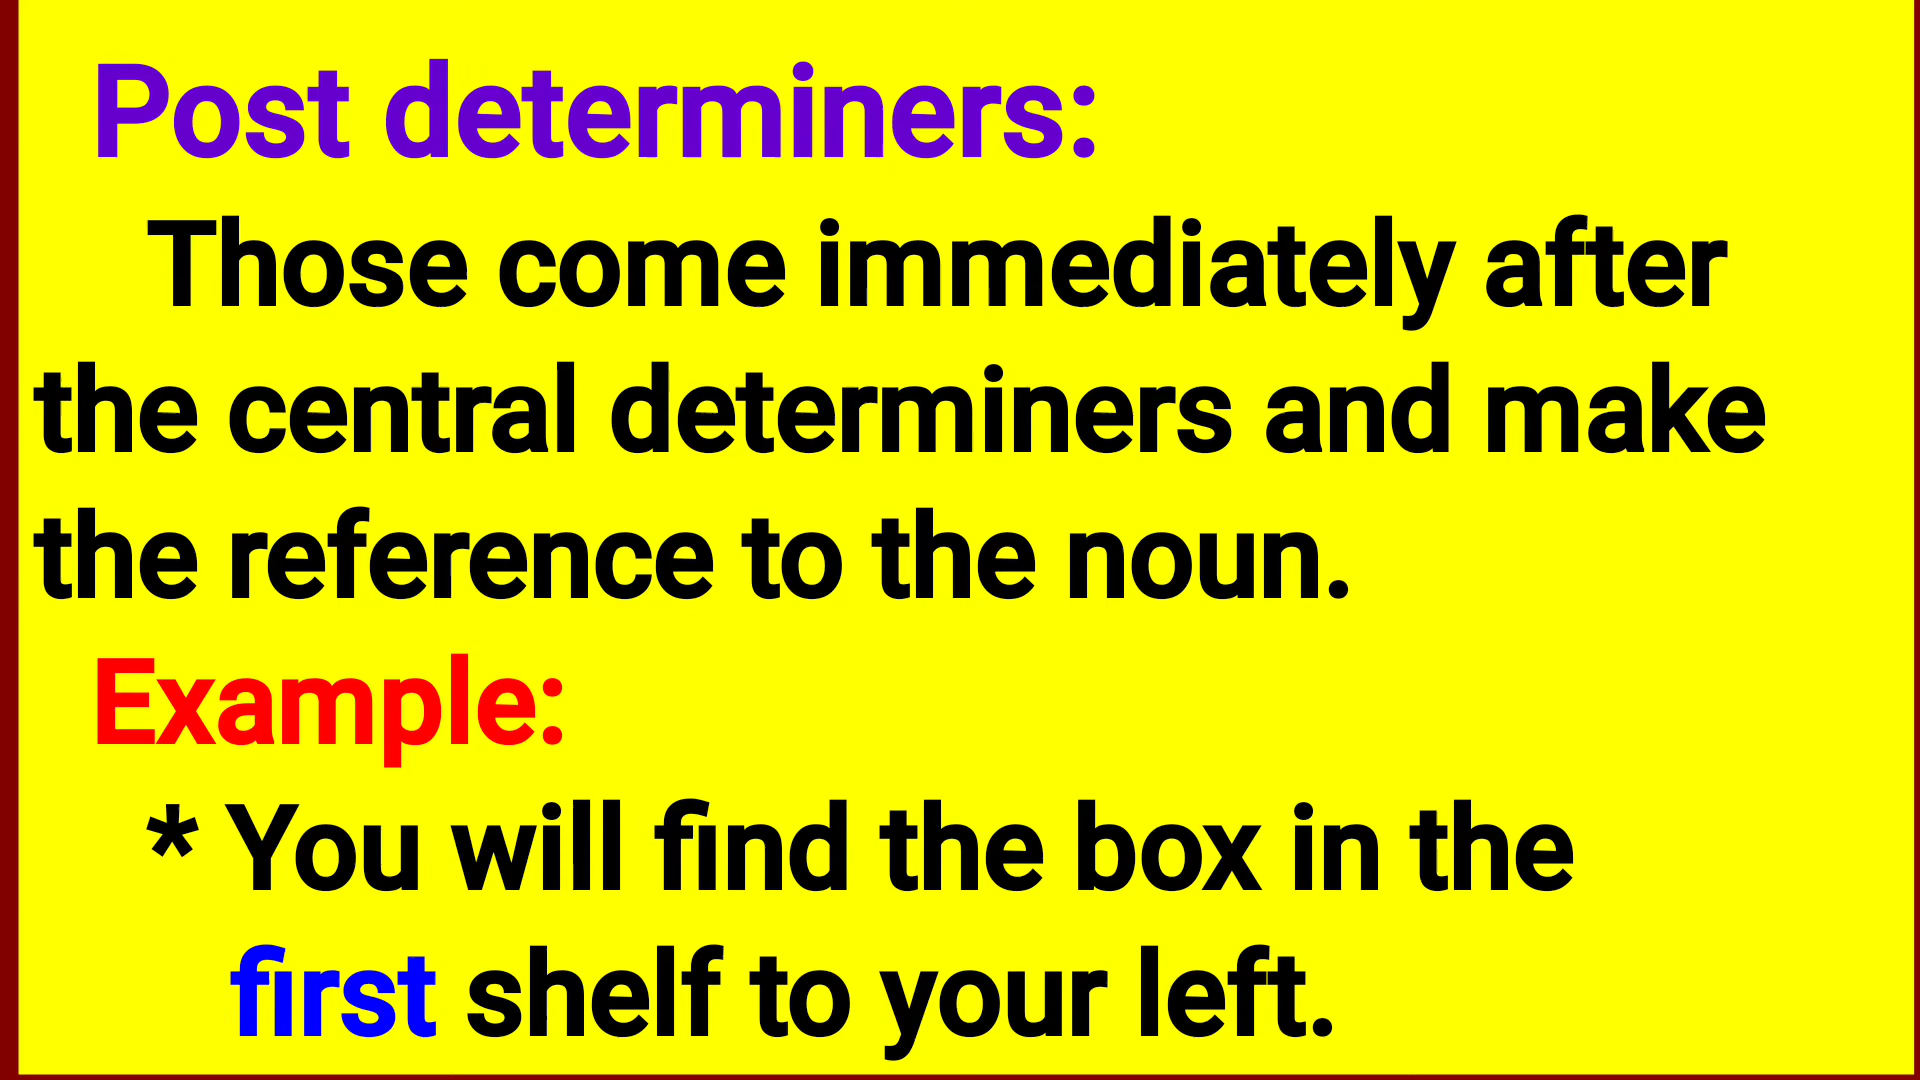 Post determiners:
Those come immediately after
the central determiners and make
the reference to the noun.
Example:
* You will find the box in the
first shelf to your left.